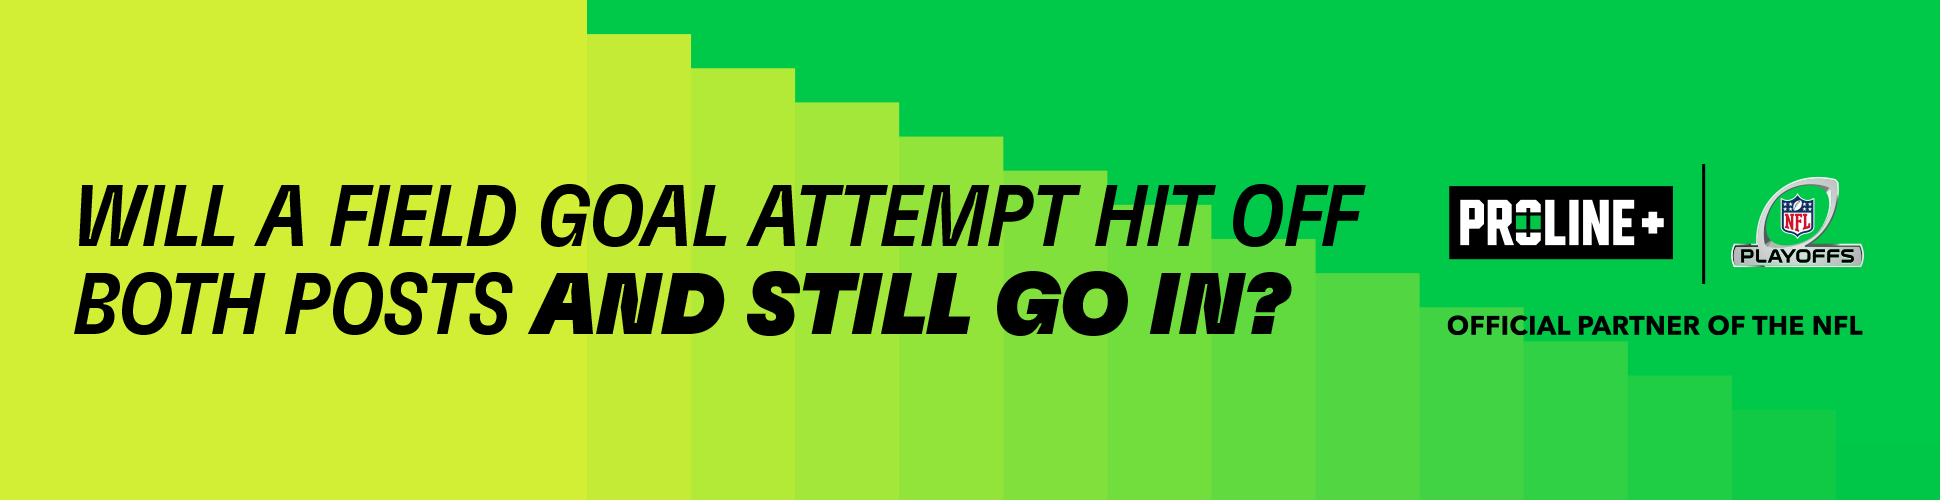 WILL A FIELD GOAL ATTEMPT HIT OFF
BOTH POSTS AND STILL GO IN?
PROLINE+
NFL
PLAYOFFS
OFFICIAL PARTNER OF THE NFL